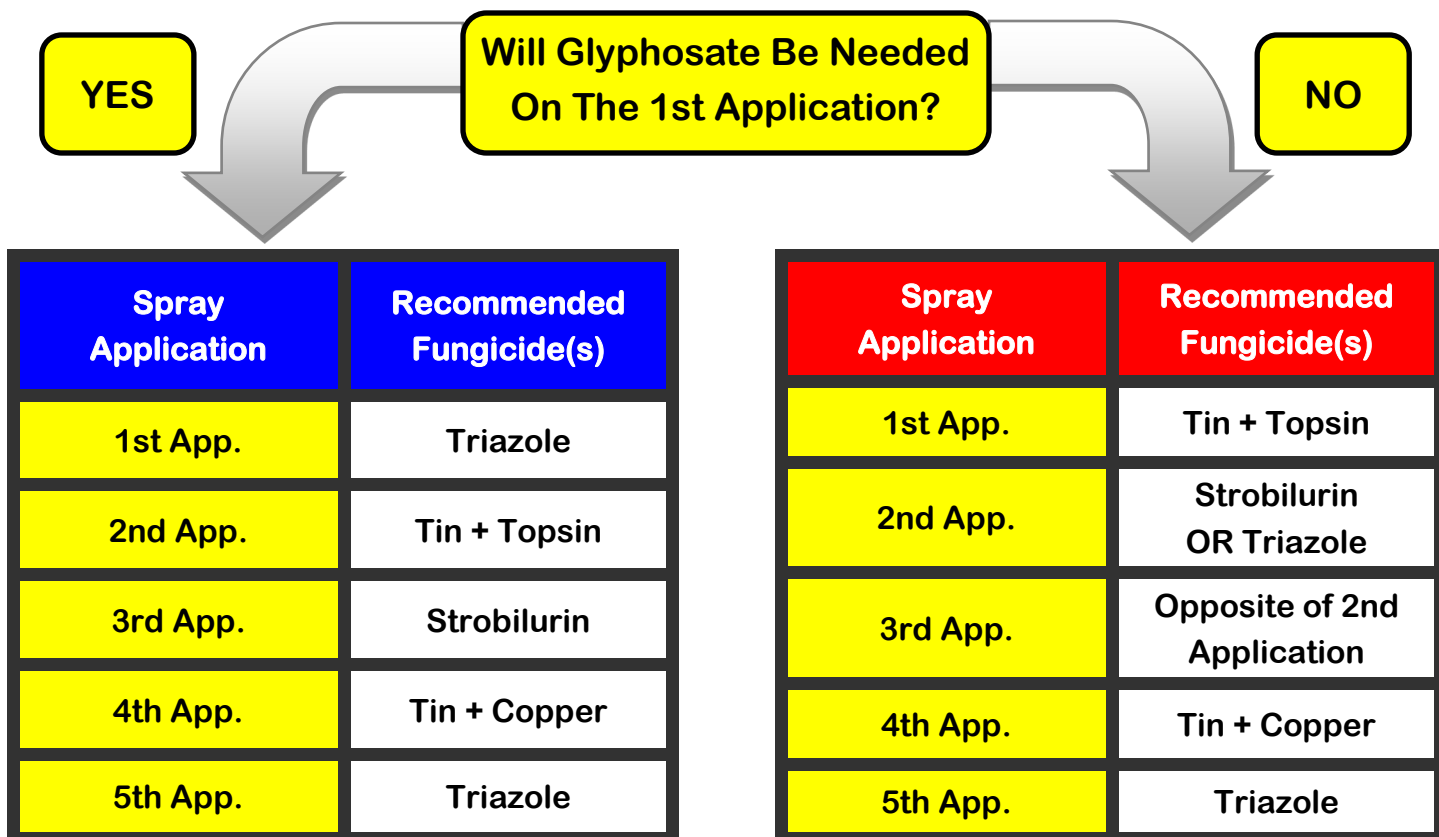 YES
Will Glyphosate Be Needed
On The 1st Application?
NO
Spray
Application
Recommended
Fungicide(s)
1st App.
Triazole
2nd App.
Tin + Topsin
3rd App.
Strobilurin
4th App.
Tin + Copper
5th App.
Triazole
Spray
Application
Recommended
Fungicide(s)
1st App.
Tin + Topsin
2nd App.
Strobilurin
OR Triazole
3rd App.
Opposite of 2nd
Application
4th App.
Tin + Copper
5th App.
Triazole